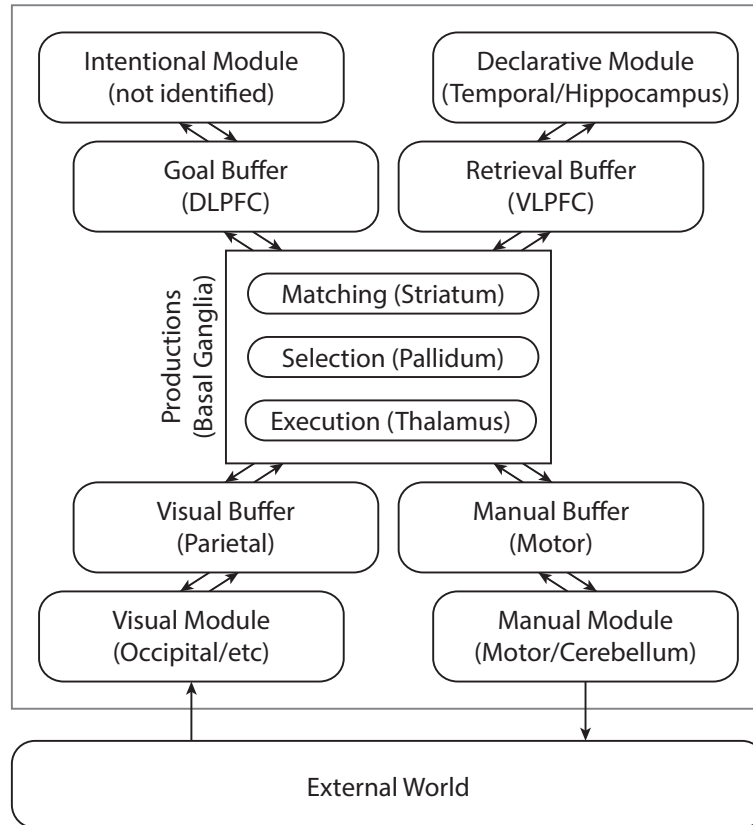 Intentional Module
(not identified)
Declarative Module
(Temporal/Hippocampus)
Goal Buffer
(DLPFC)
Retrieval Buffer
(VLPFC)
Productions
(Basal Ganglia)
Matching (Striatum)
Selection (Pallidum)
Execution (Thalamus)
Visual Buffer
(Parietal)
Manual Buffer
(Motor)
Visual Module
(Occipital/etc)
Manual Module
(Motor/Cerebellum)
External World